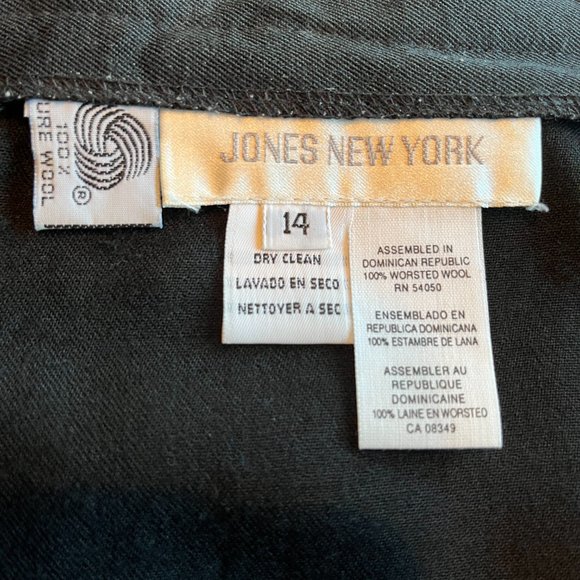 100%
URE WOOL
®
JONES NEW YORK
14
DRY CLEAN
LAVADO EN SECO
NETTOYER A SEC
ASSEMBLED IN
DOMINICAN REPUBLIC
100% WORSTED WOOL
RN 54050
ENSEMBLADO EN
REPUBLICA DOMINICANA
100% ESTAMBRE DE LANA
ASSEMBLER AU
REPUBLIQUE
DOMINICAINE
100% LAINE EN WORSTED
CA 08349